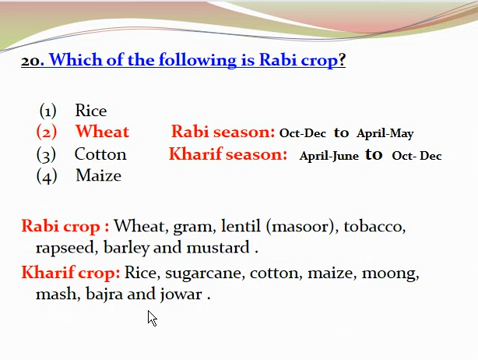 20. Which of the following is Rabi crop?
(1) Rice
(2) Wheat Rabi season: Oct-Dec to April-May
(3) Cotton Kharif season: April-June to Oct- Dec
(4) Maize
Rabi crop : Wheat, gram, lentil (masoor), tobacco,
rapseed, barley and mustard .
Kharif crop: Rice, sugarcane, cotton, maize, moong,
mash, bajra and jowar .